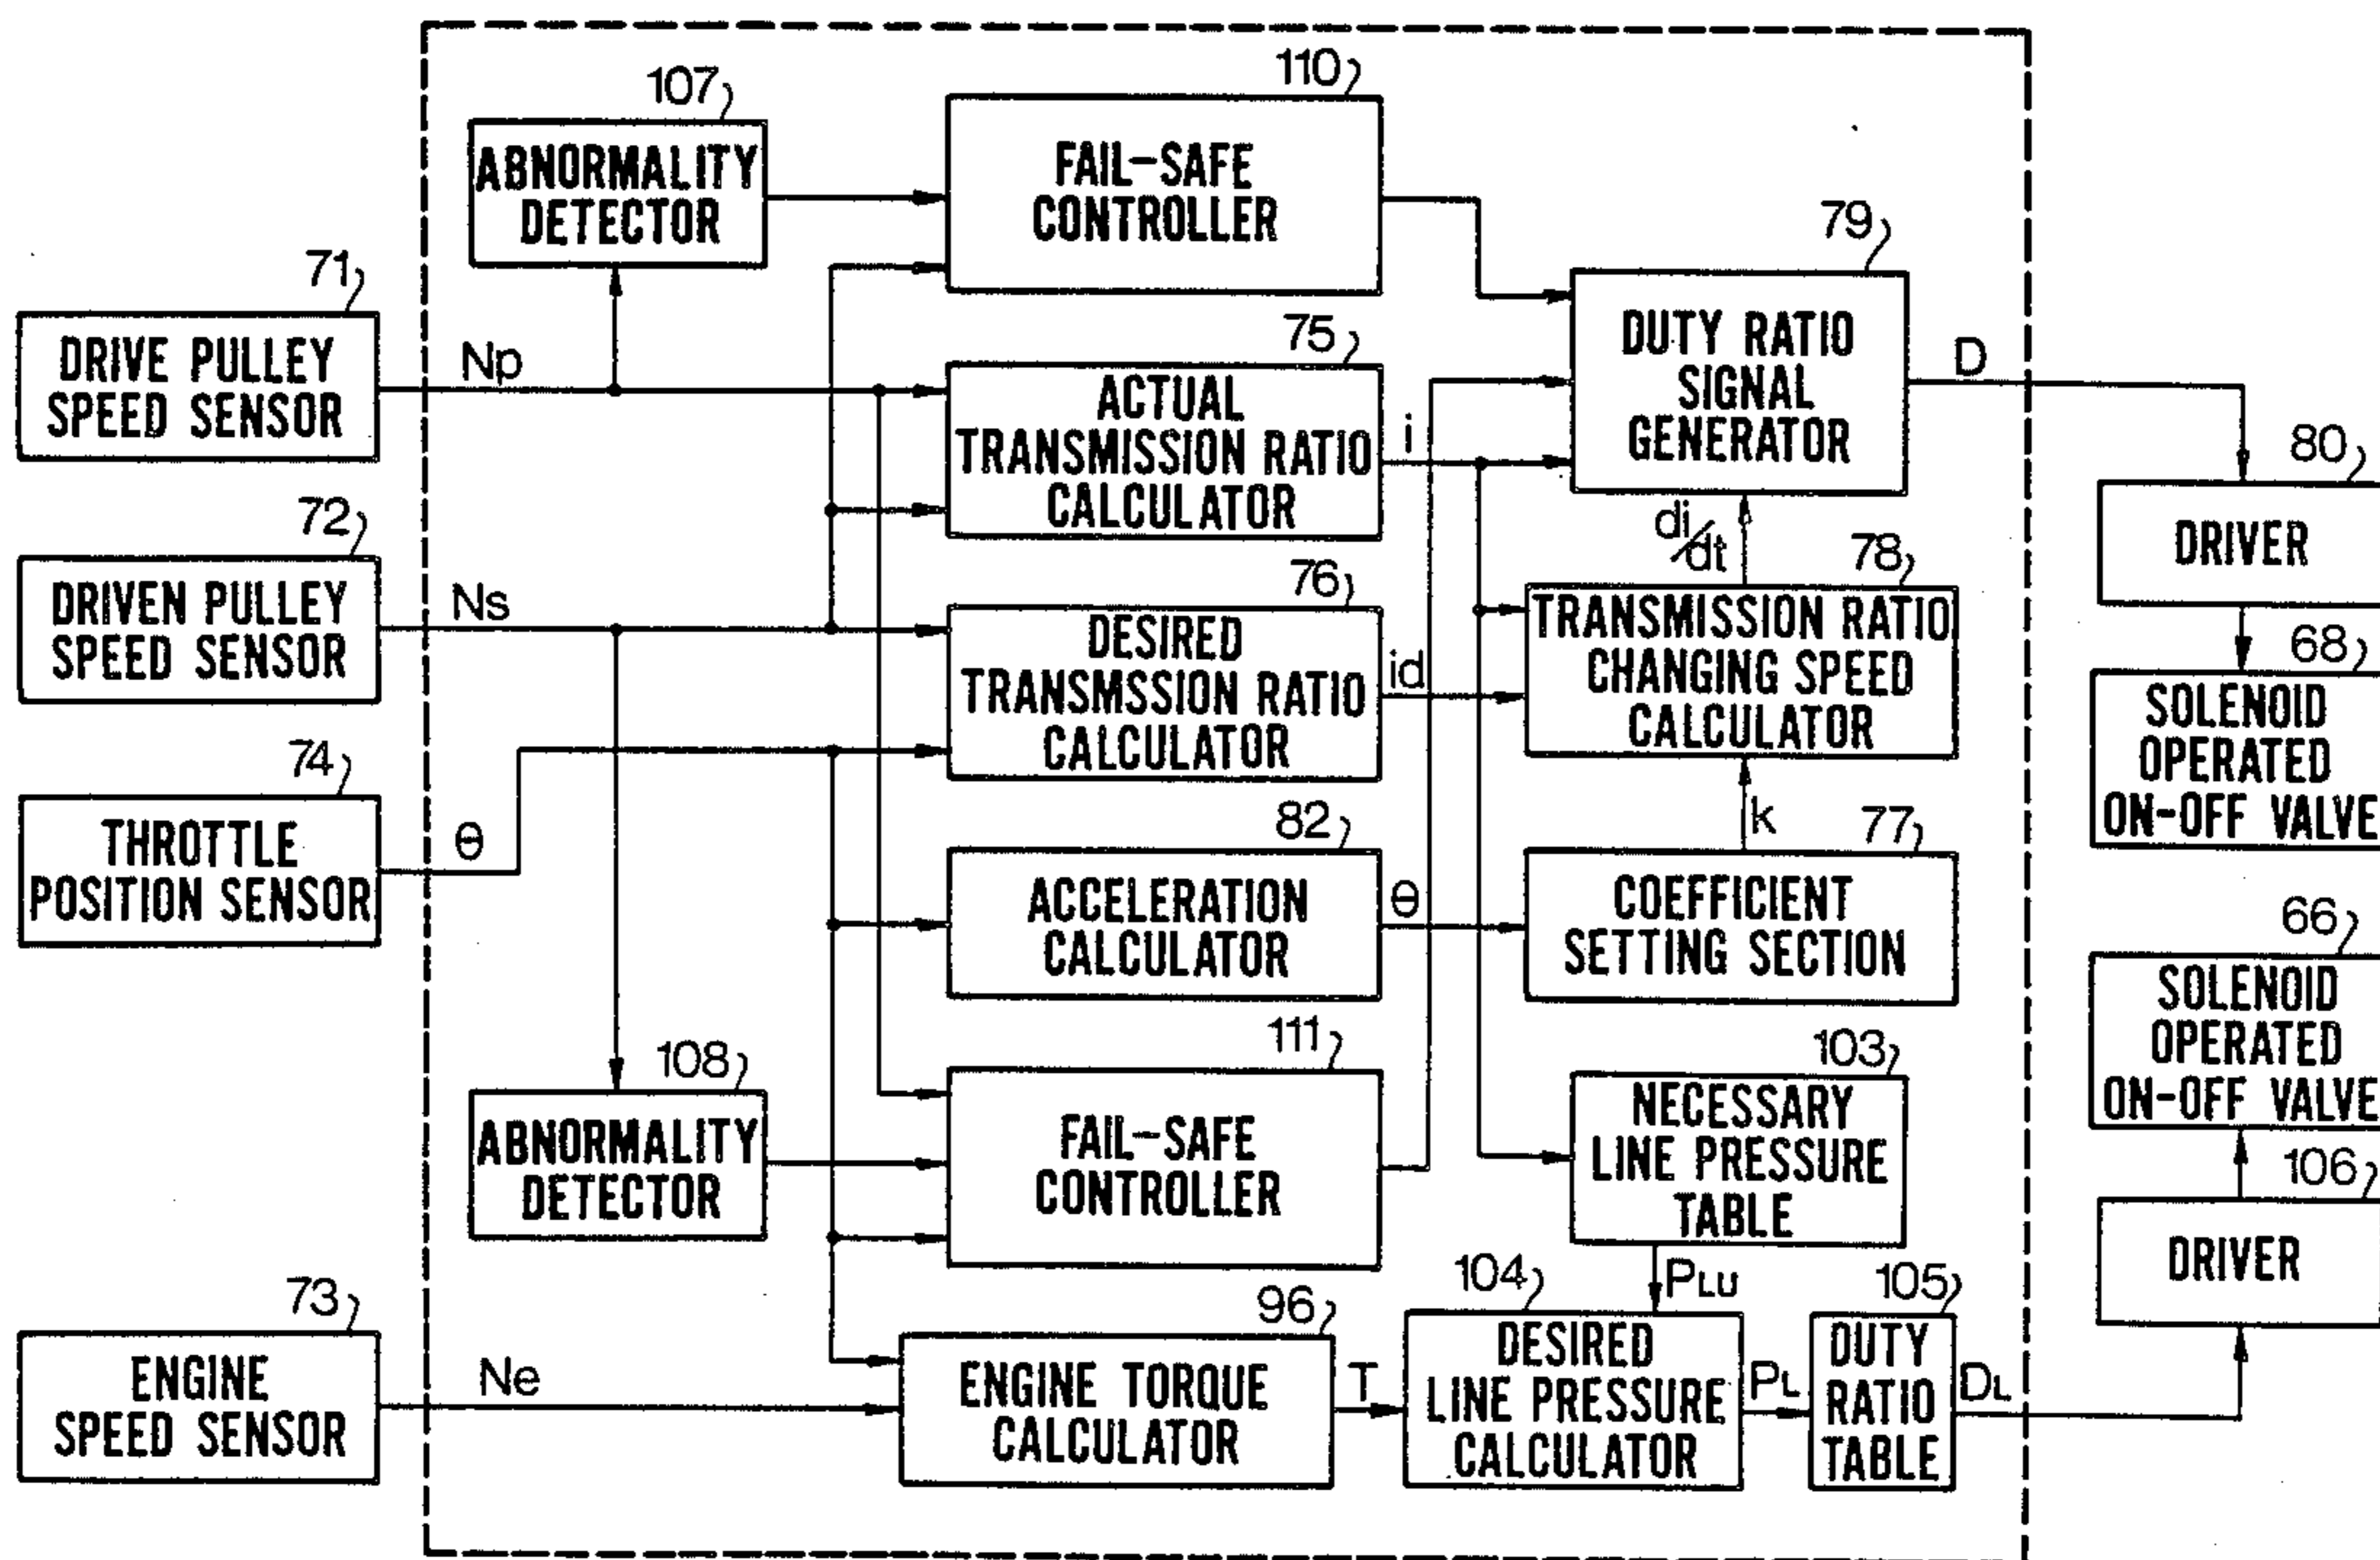 107
ABNORMALITY
DETECTOR
110
FAIL-SAFE
CONTROLLER
71
DRIVE PULLEY
SPEED SENSOR
Np
75
ACTUAL
TRANSMISSION RATIO
CALCULATOR
i
79
DUTY RATIO
SIGNAL
GENERATOR
D
80
DRIVER
72
DRIVEN PULLEY
SPEED SENSOR
Ns
76
DESIRED
TRANSMSSION RATIO
CALCULATOR
id
di/dt
78
TRANSMISSION RATIO
CHANGING SPEED
CALCULATOR
68
SOLENOID
OPERATED
ON-OFF VALVE
74
THROTTLE
POSITION SENSOR
θ
82
ACCELERATION
CALCULATOR
θ
k
77
COEFFICIENT
SETTING SECTION
66
SOLENOID
OPERATED
ON-OFF VALVE
108
ABNORMALITY
DETECTOR
111
FAIL-SAFE
CONTROLLER
103
NECESSARY
LINE PRESSURE
TABLE
PLU
106
DRIVER
73
ENGINE
SPEED SENSOR
Ne
96
ENGINE TORQUE
CALCULATOR
T
104
DESIRED
LINE PRESSURE
CALCULATOR
PL
105
DUTY
RATIO
TABLE
DL